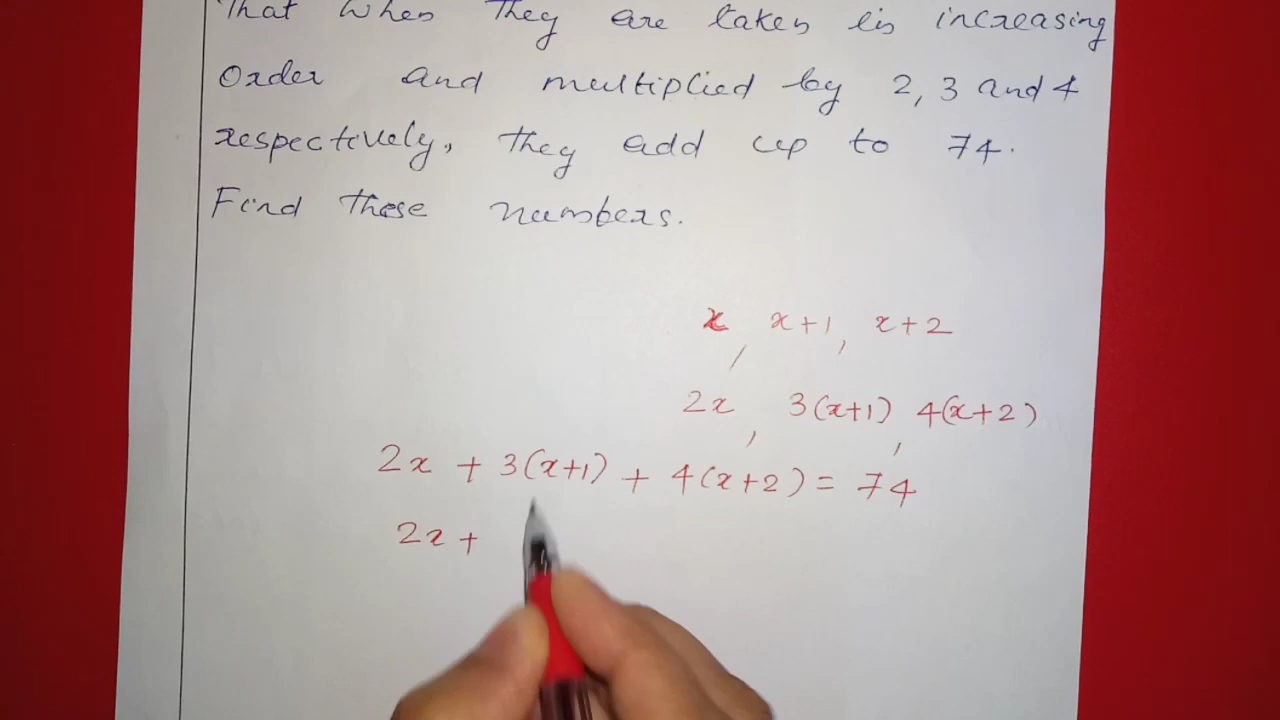 That when they are taken in increasing
order and multiplied by 2, 3 and 4
respectively, they add up to 74.
Find these numbers.
x, x+1, x+2
2x, 3(x+1), 4(x+2)
2x + 3(x+1) + 4(x+2) = 74
2x +